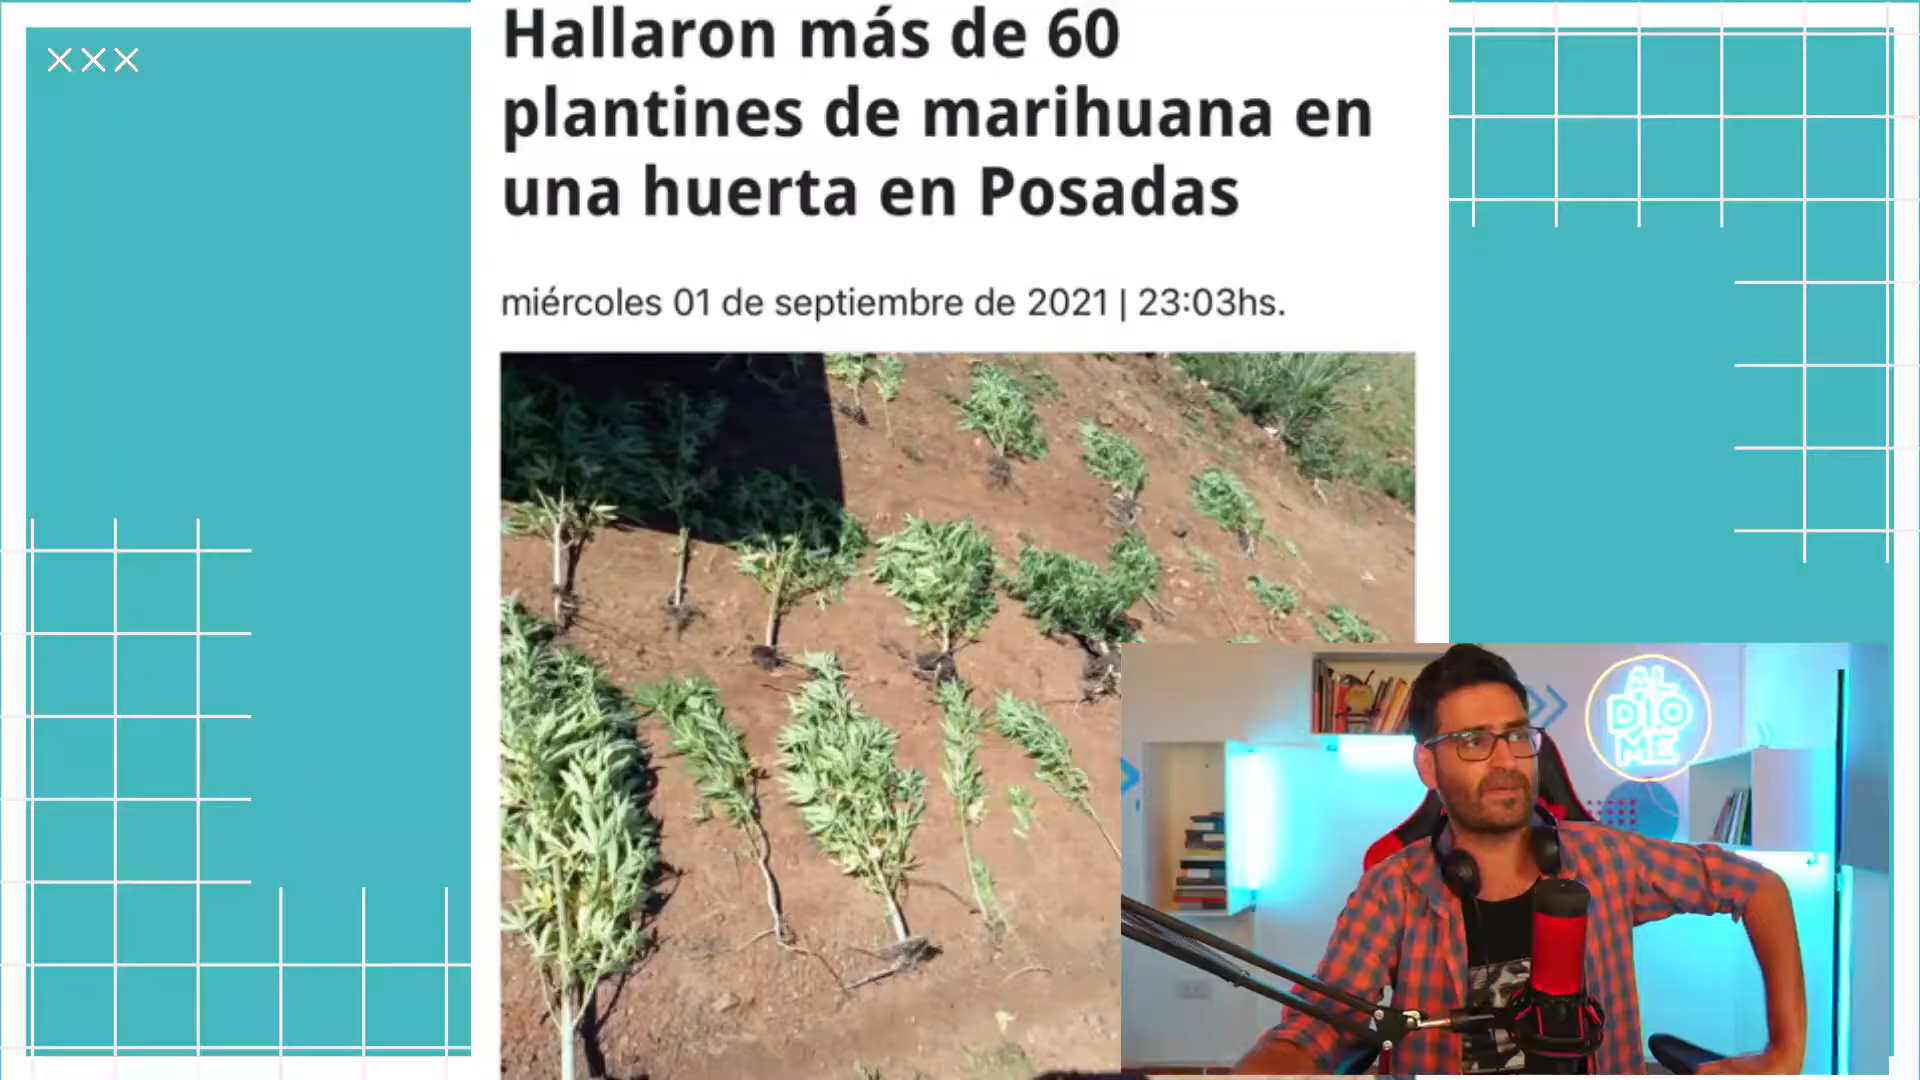 XXX
Hallaron más de 60
plantines de marihuana en
una huerta en Posadas
miércoles 01 de septiembre de 2021 | 23:03hs.
AL
DIO
ME